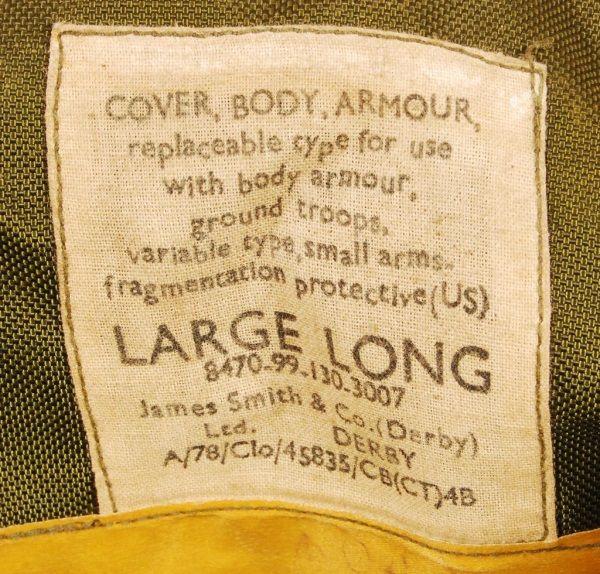 COVER, BODY, ARMOUR,
replaceable type for use
with body armour,
ground troops,
variable type, small arms.
fragmentation protective(US)
LARGE LONG
8470-99-130-3007
James Smith & Co.(Derby)
Ltd. DERBY
A/78/Clo/45835/CB(CT)4B